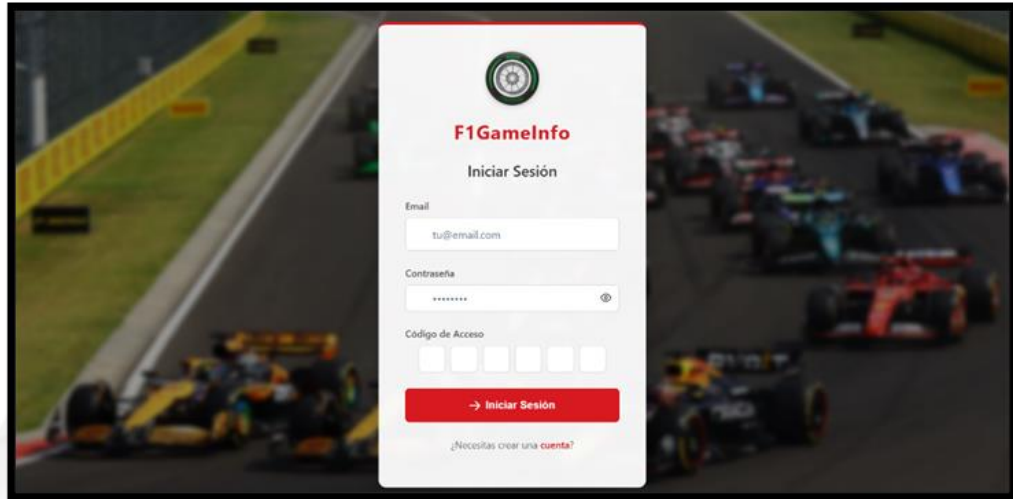 F1GameInfo
Iniciar Sesión
Email
tu@email.com
Contraseña
••••••••
Código de Acceso
→ Iniciar Sesión
¿Necesitas crear una cuenta?